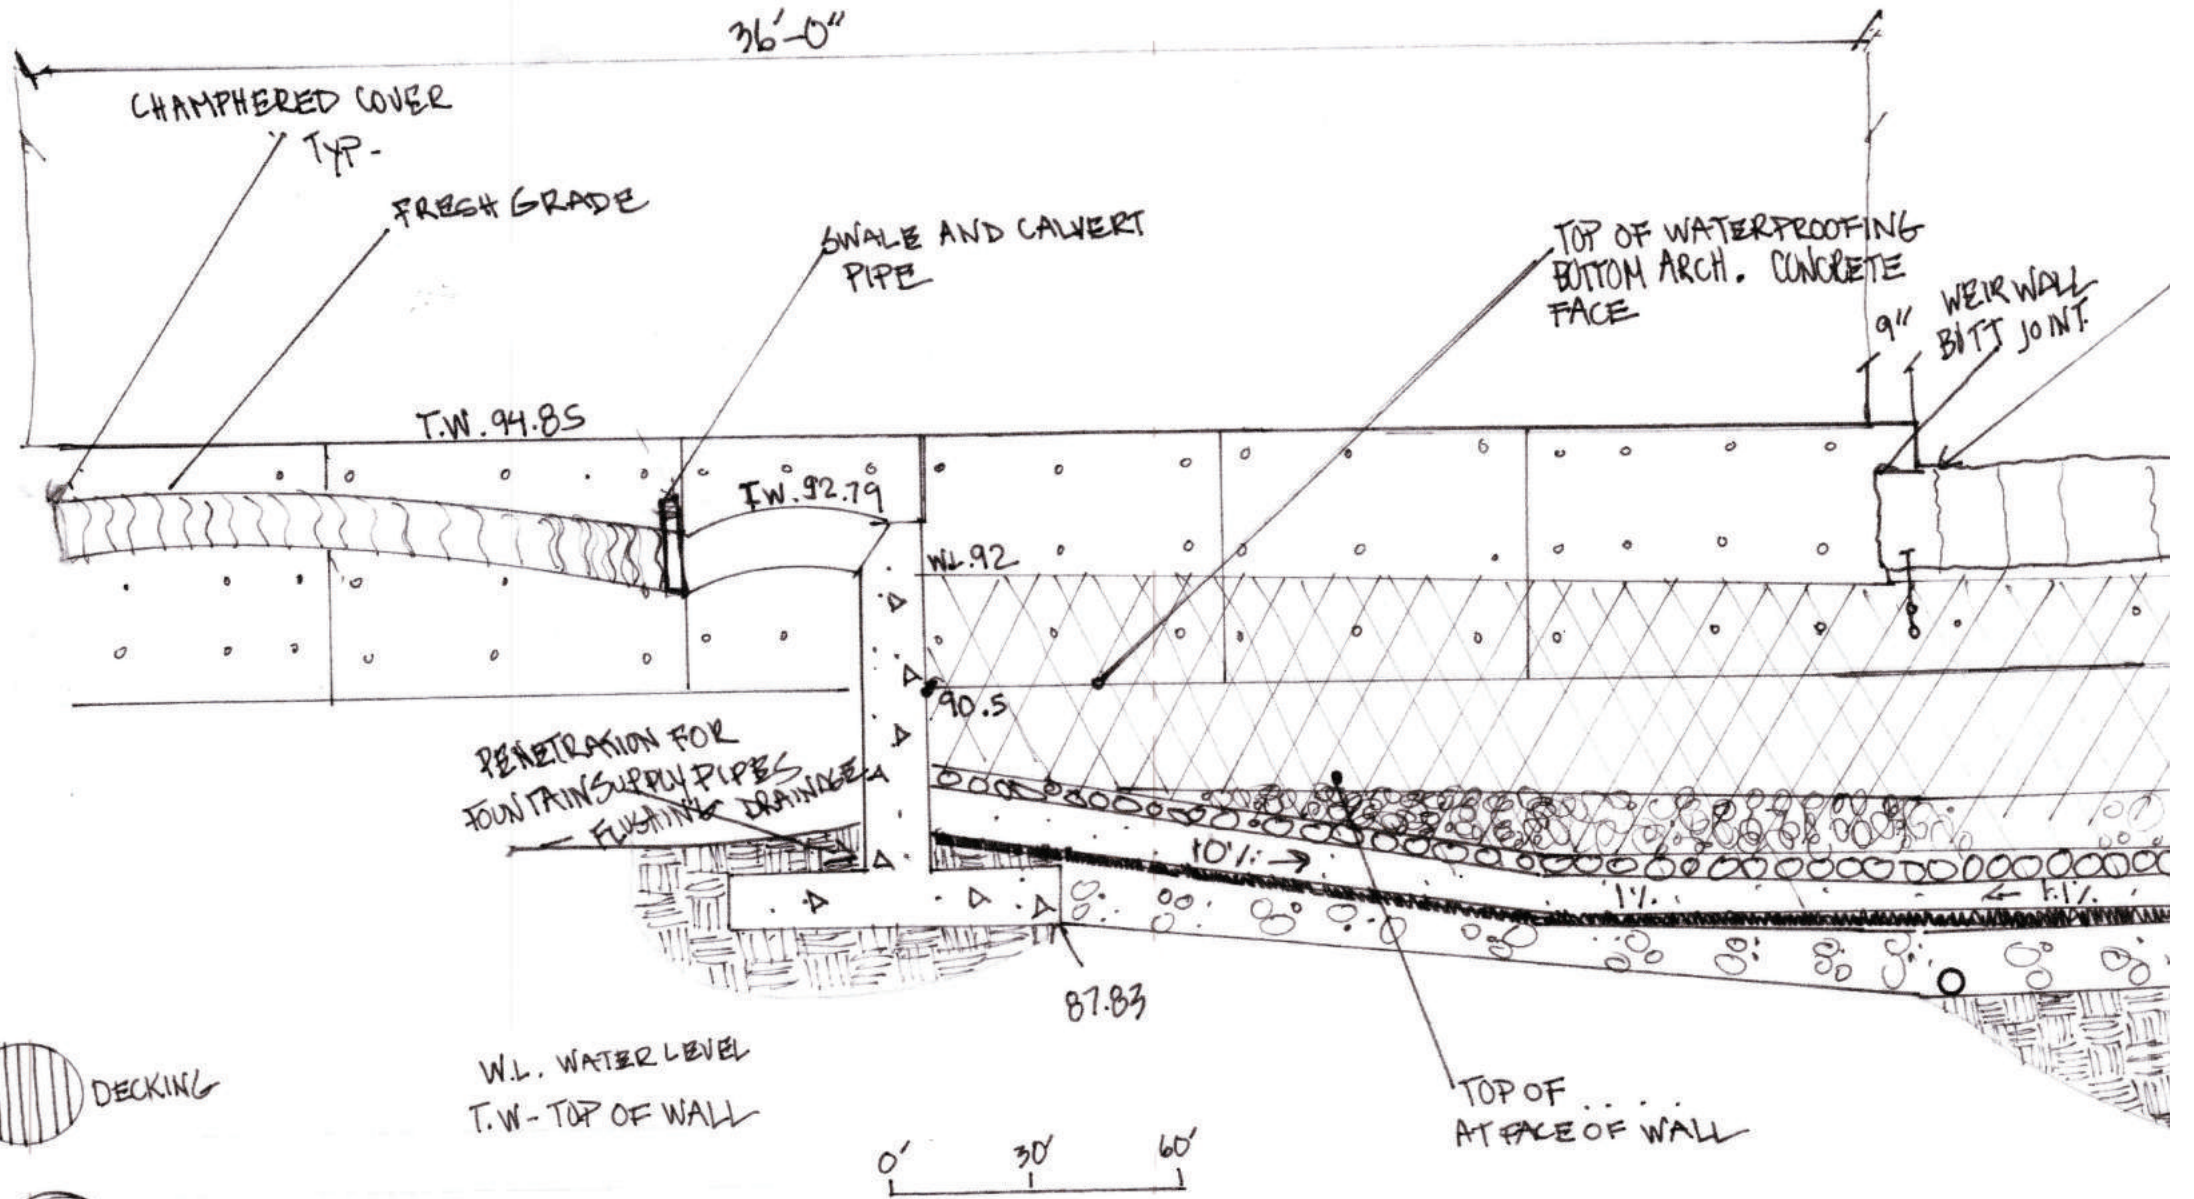 36'-0"
CHAMPHERED COVER
TYP-
FRESH GRADE
SWALE AND CALVERT
PIPE
TOP OF WATERPROOFING
BOTTOM ARCH. CONCRETE
FACE
9"
WEIR WALL
BUTT JOINT.
T.W. 94.85
T.W. 92.79
W.L. 92
90.5
PENETRATION FOR
FOUNTAIN SUPPLY PIPES
FLUSHING DRAINAGE
10% →
1%
← 1.1%
87.83
DECKING
W.L. WATER LEVEL
T.W - TOP OF WALL
TOP OF . . . .
AT FACE OF WALL
0' 30' 60'